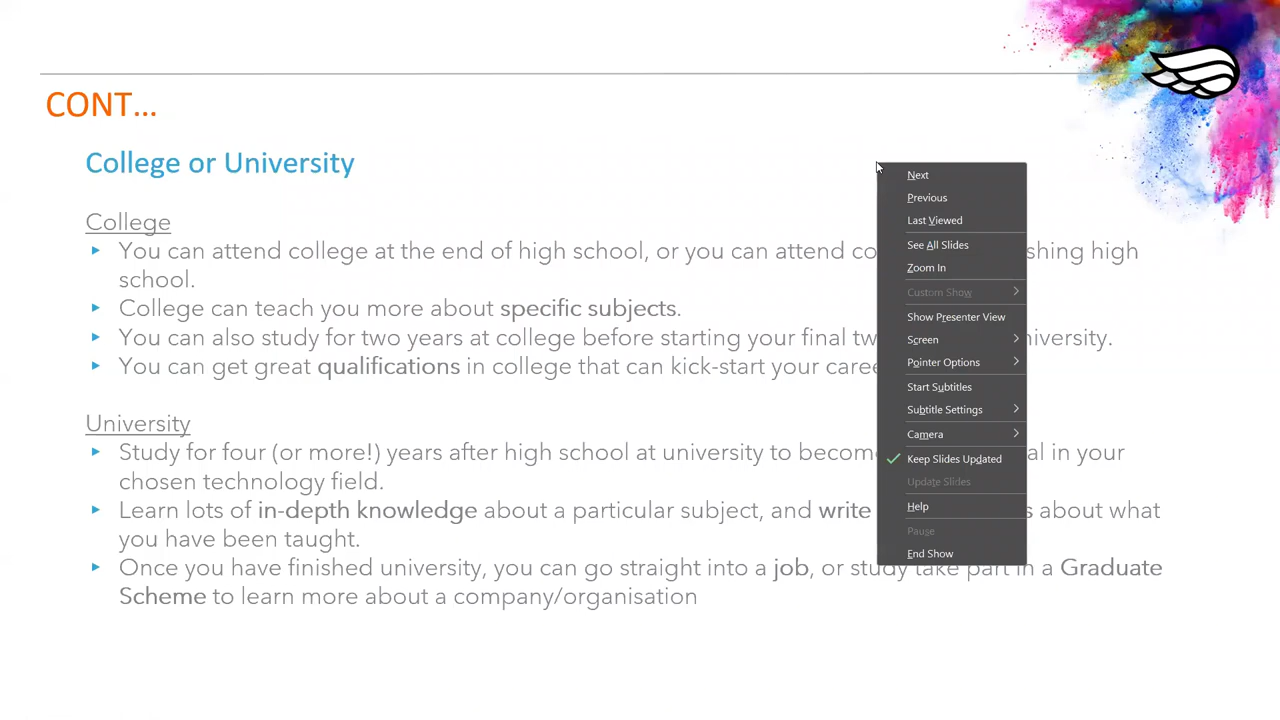 CONT…
College or University
College
You can attend college at the end of high school, or you can attend co shing high
school.
College can teach you more about specific subjects.
You can also study for two years at college before starting your final tw niversity.
You can get great qualifications in college that can kick-start your caree
University
Study for four (or more!) years after high school at university to becom al in your
chosen technology field.
Learn lots of in-depth knowledge about a particular subject, and write s about what
you have been taught.
Once you have finished university, you can go straight into a job, or study take part in a Graduate
Scheme to learn more about a company/organisation
Next
Previous
Last Viewed
See All Slides
Zoom In
Custom Show
Show Presenter View
Screen
Pointer Options
Start Subtitles
Subtitle Settings
Camera
Keep Slides Updated
Update Slides
Help
Pause
End Show